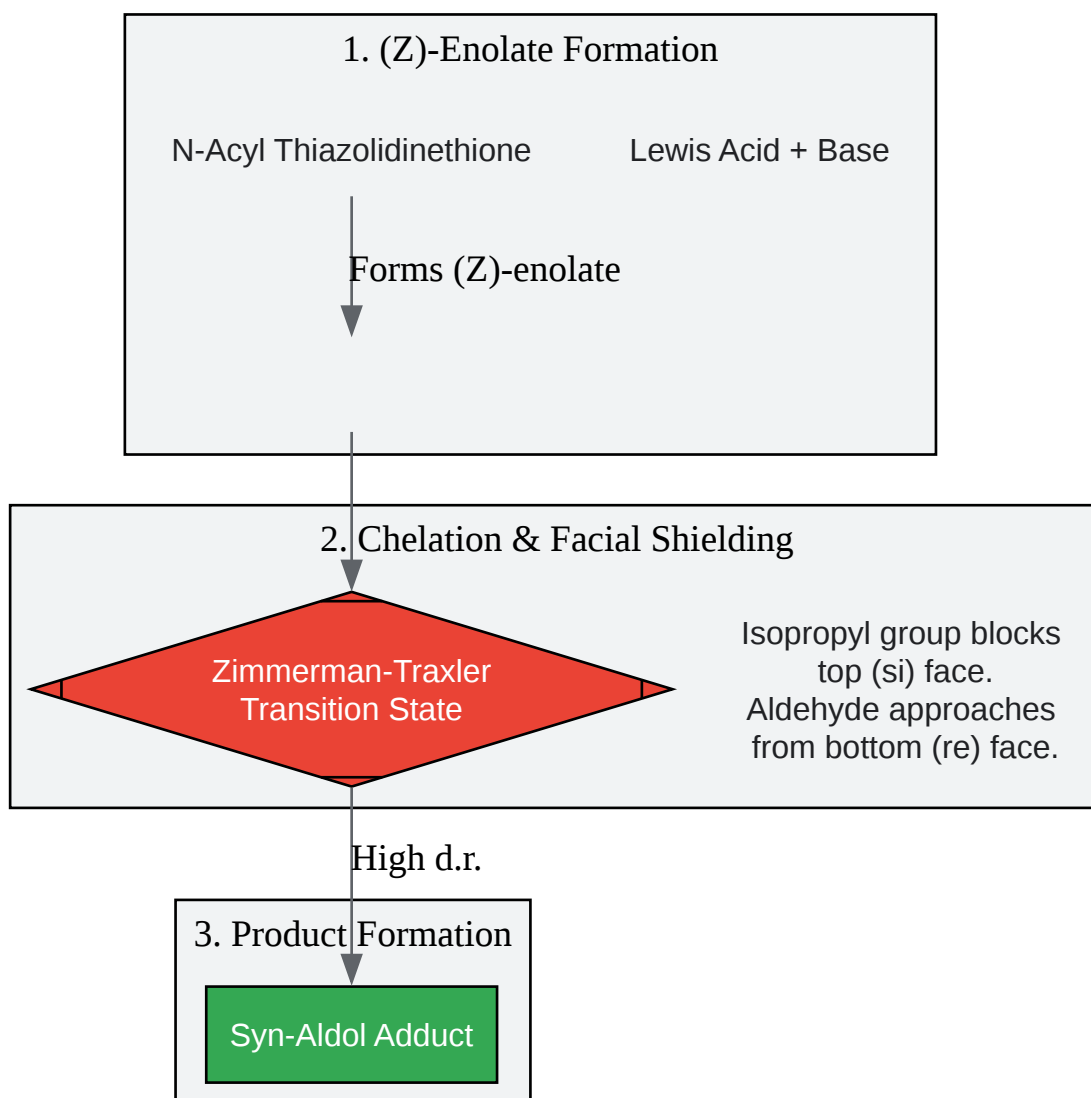 1. (Z)-Enolate Formation
N-Acyl Thiazolidinethione
Lewis Acid + Base
Forms (Z)-enolate
2. Chelation & Facial Shielding
Zimmerman-Traxler
Transition State
Isopropyl group blocks
top (si) face.
Aldehyde approaches
from bottom (re) face.
High d.r.
3. Product Formation
Syn-Aldol Adduct